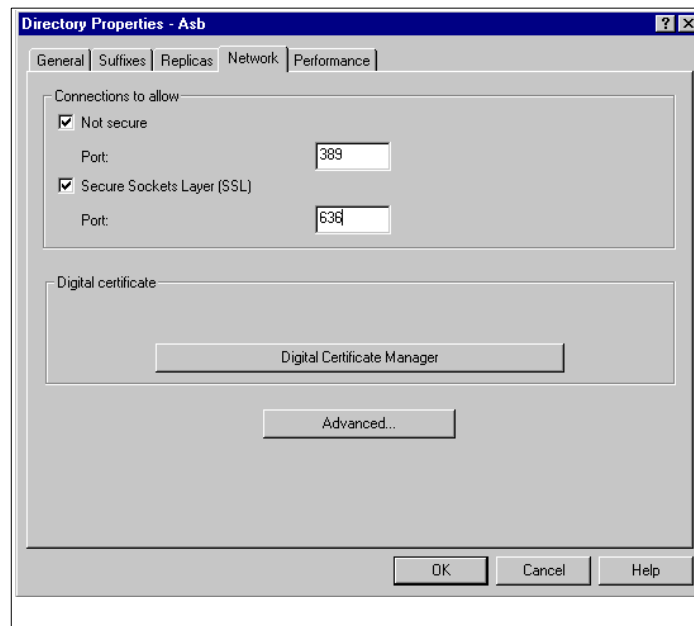 Directory Properties - Asb
General Suffixes Replicas Network Performance
Connections to allow
Not secure
Port: 389
Secure Sockets Layer (SSL)
Port: 636
Digital certificate
Digital Certificate Manager
Advanced...
OK Cancel Help